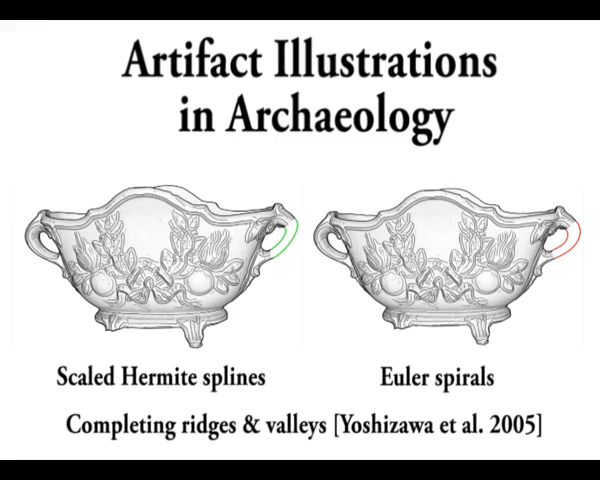 Artifact Illustrations
in Archaeology
Scaled Hermite splines
Euler spirals
Completing ridges & valleys [Yoshizawa et al. 2005]